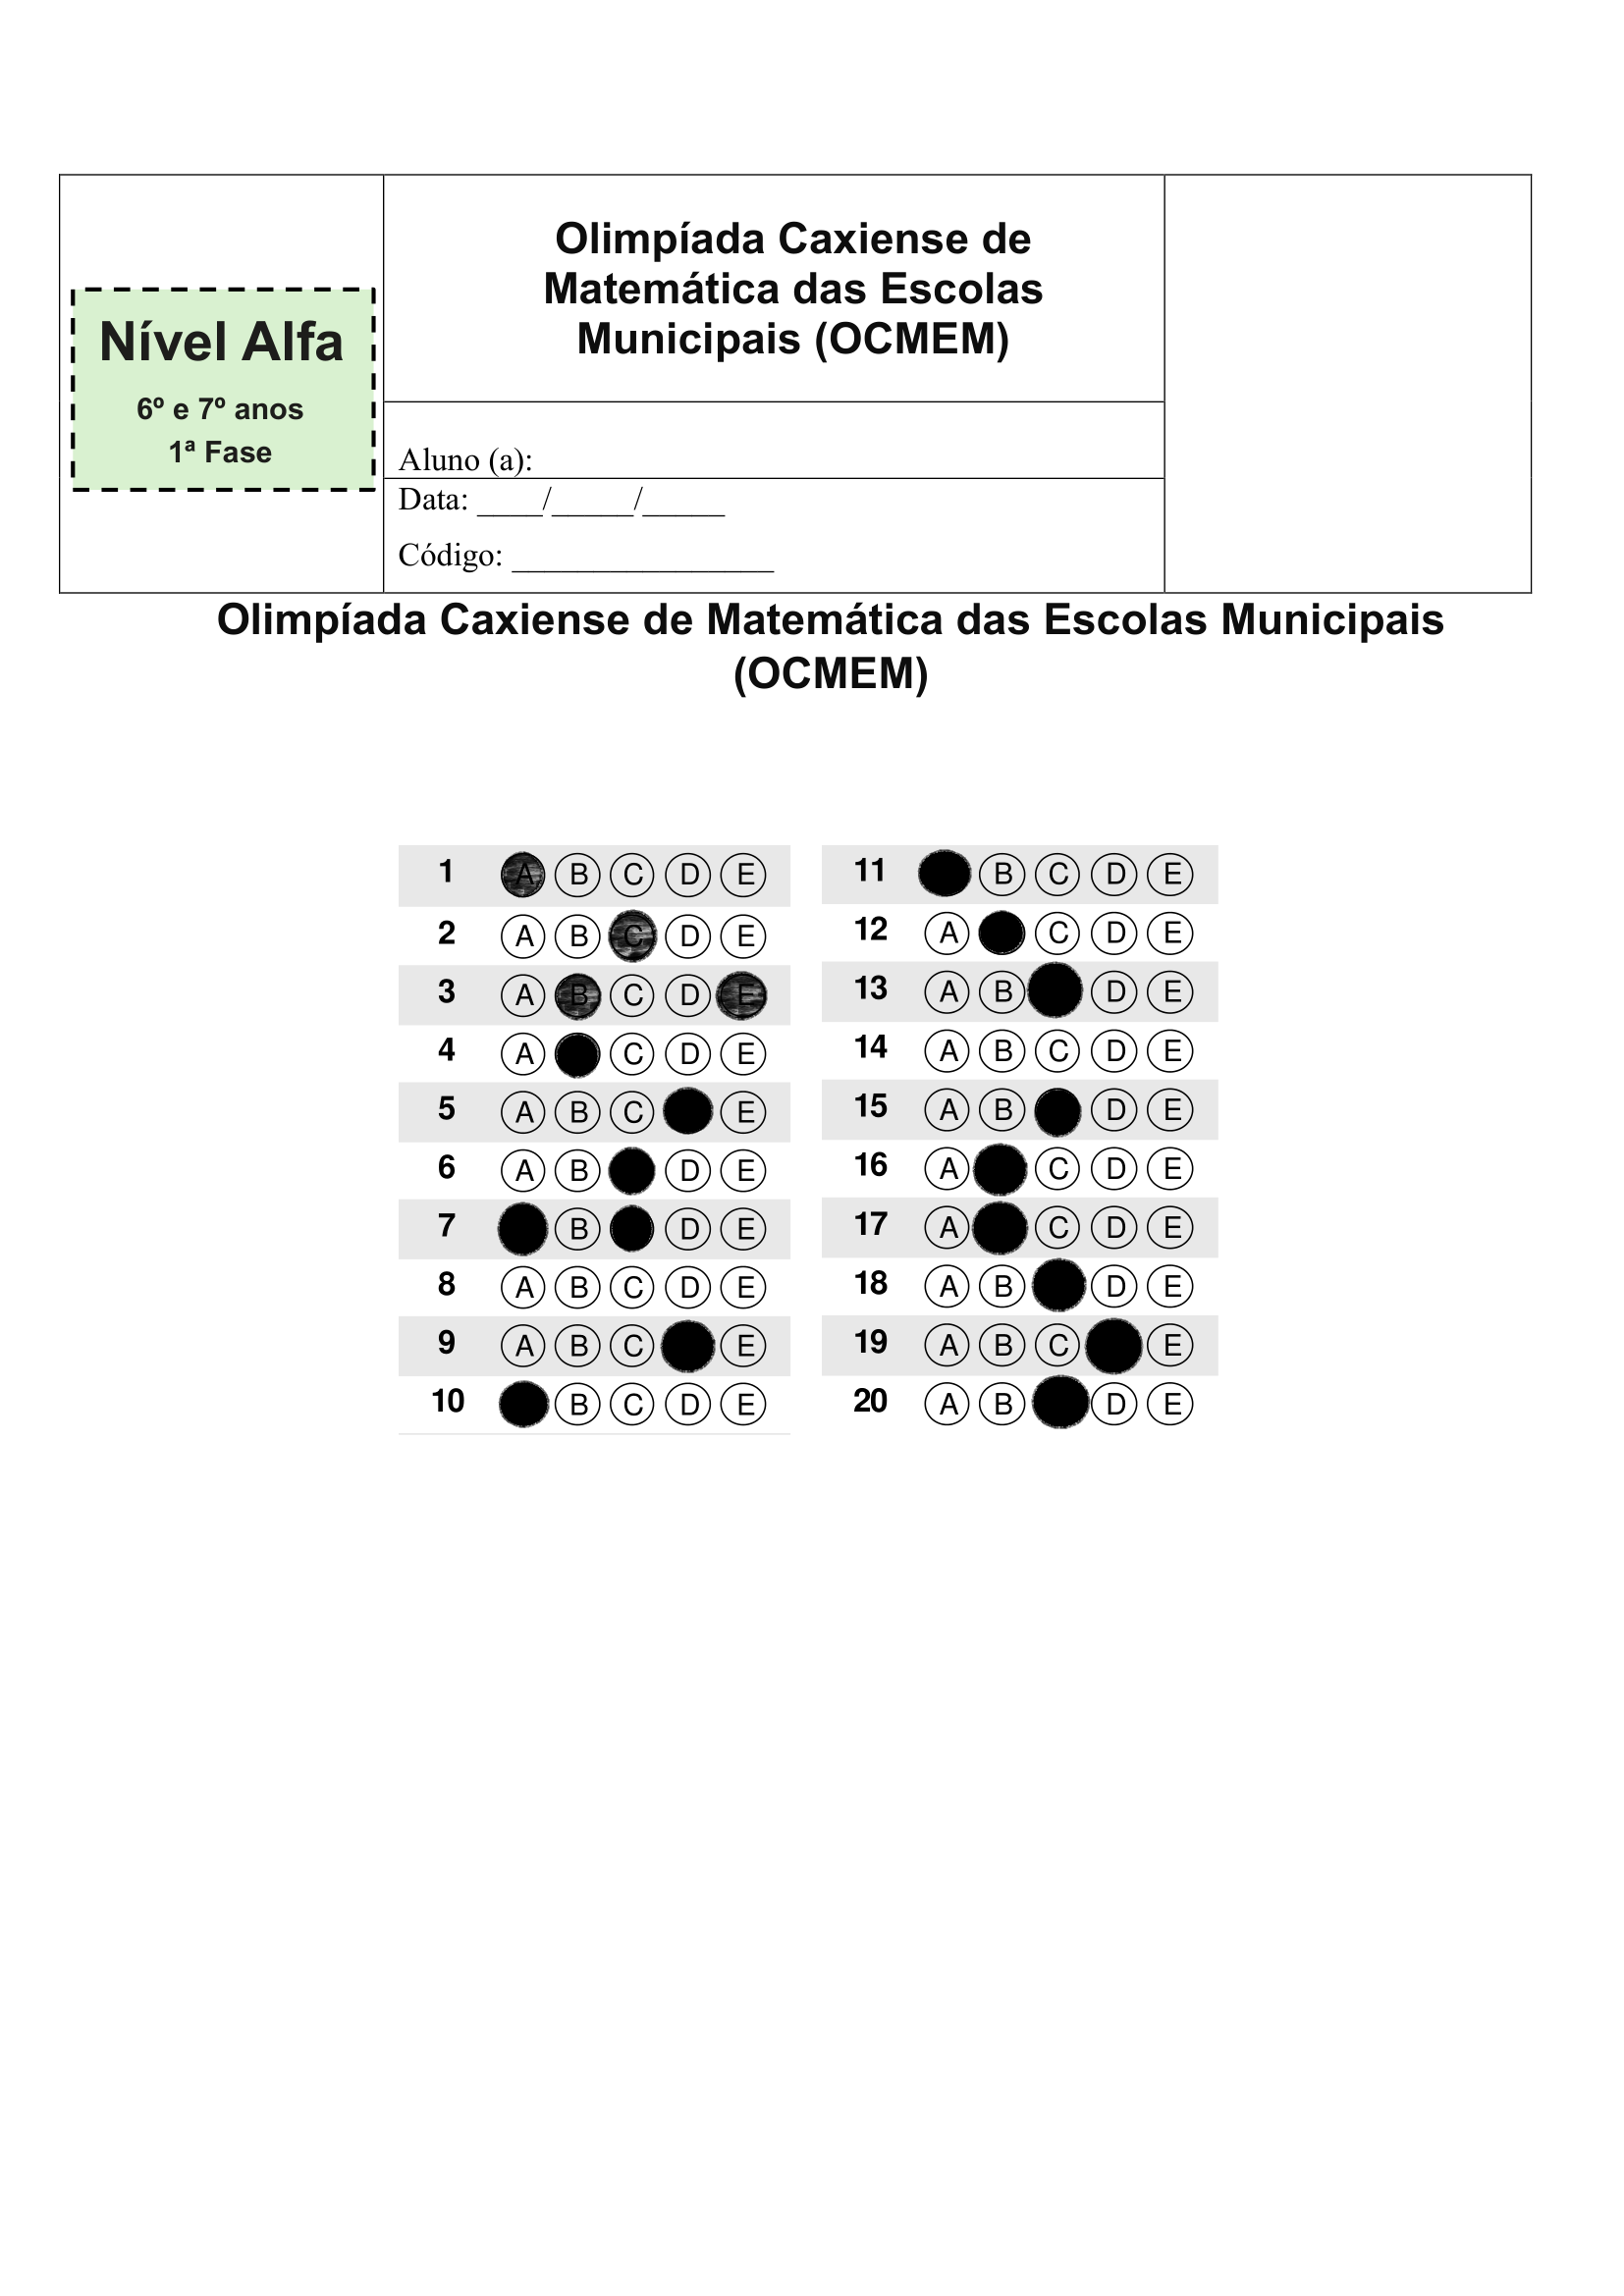 Olimpíada Caxiense de
Matemática das Escolas
Municipais (OCMEM)
Nível Alfa
6º e 7º anos
1ª Fase
Aluno (a):
Data: ____/_____/_____
Código: ________________
Olimpíada Caxiense de Matemática das Escolas Municipais
(OCMEM)
1 A B C D E
2 A B C D E
3 A B C D E
4 A C D E
5 A B C E
6 A B D E
7 B D E
8 A B C D E
9 A B C E
10 B C D E
11 B C D E
12 A C D E
13 A B D E
14 A B C D E
15 A B D E
16 A C D E
17 A C D E
18 A B D E
19 A B C E
20 A B D E